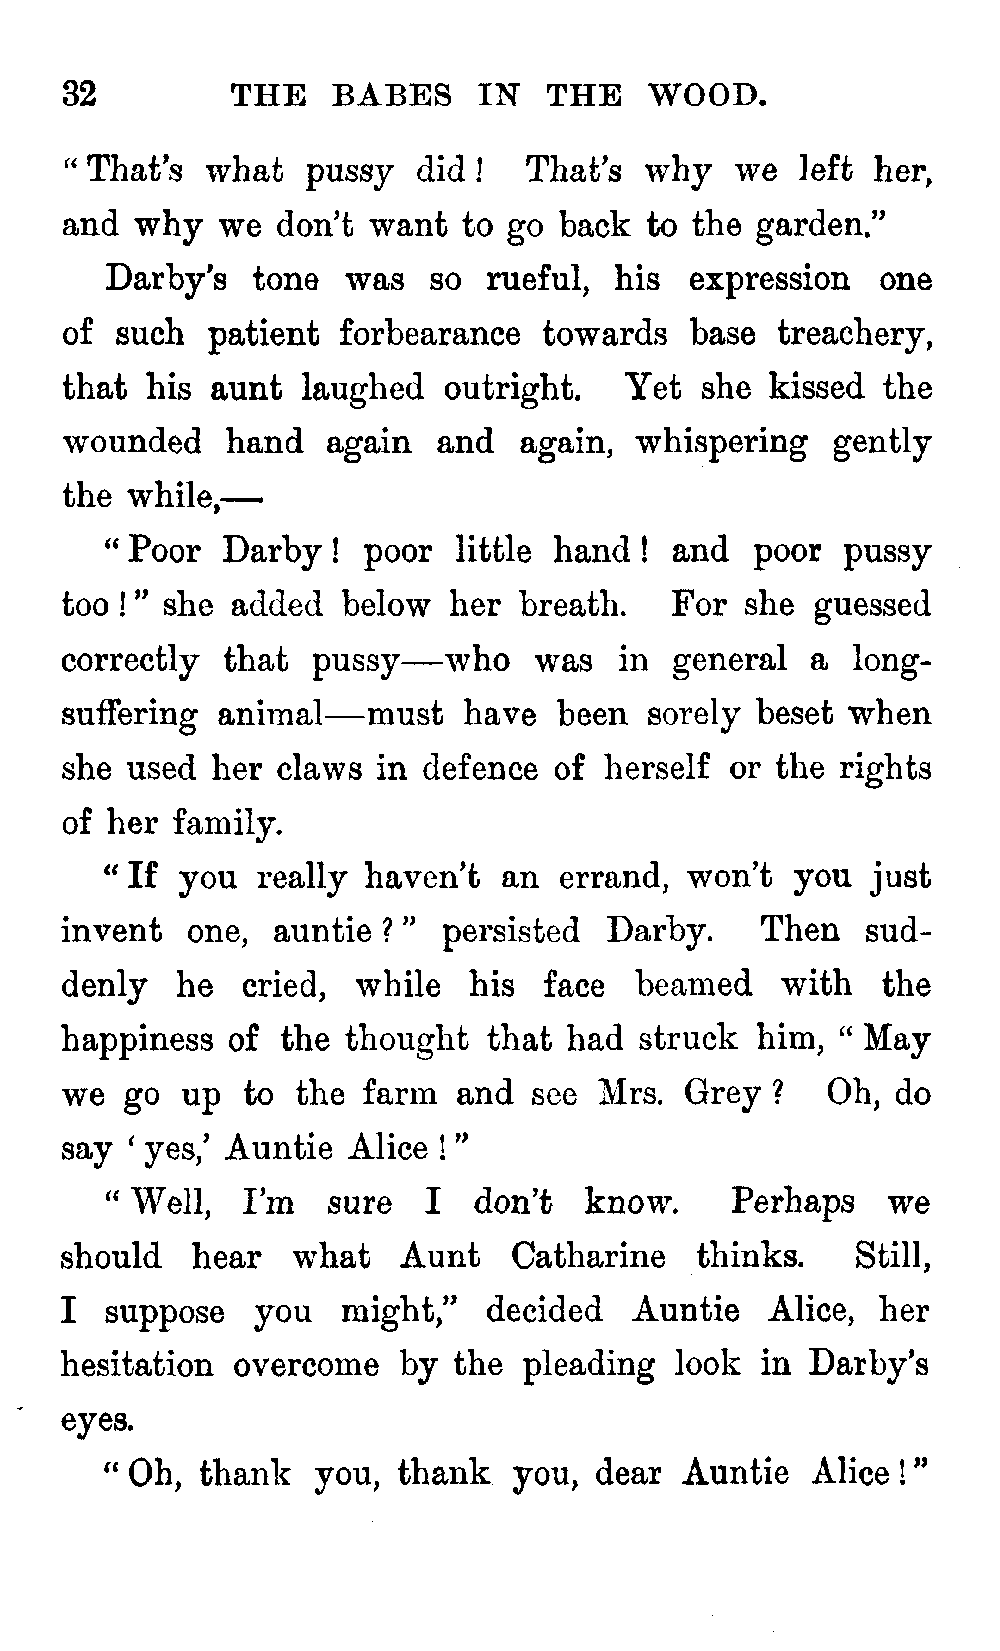 32 THE BABES IN THE WOOD.
“That’s what pussy did! That’s why we left her,
and why we don’t want to go back to the garden.”
Darby’s tone was so rueful, his expression one
of such patient forbearance towards base treachery,
that his aunt laughed outright. Yet she kissed the
wounded hand again and again, whispering gently
the while,—
“Poor Darby! poor little hand! and poor pussy
too!” she added below her breath. For she guessed
correctly that pussy—who was in general a long-
suffering animal—must have been sorely beset when
she used her claws in defence of herself or the rights
of her family.
“If you really haven’t an errand, won’t you just
invent one, auntie?” persisted Darby. Then sud-
denly he cried, while his face beamed with the
happiness of the thought that had struck him, “May
we go up to the farm and see Mrs. Grey? Oh, do
say ‘yes,’ Auntie Alice!”
“Well, I’m sure I don’t know. Perhaps we
should hear what Aunt Catharine thinks. Still,
I suppose you might,” decided Auntie Alice, her
hesitation overcome by the pleading look in Darby’s
eyes.
“Oh, thank you, thank you, dear Auntie Alice!”